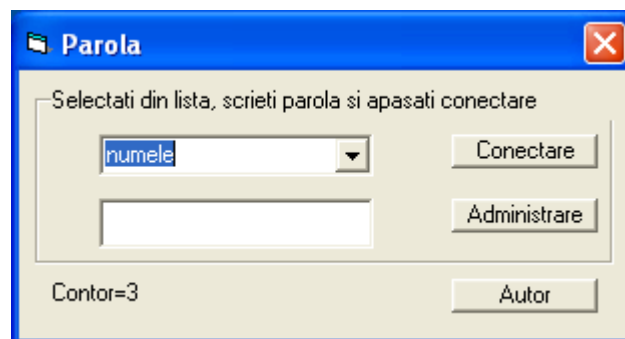 Parola
Selectati din lista, scrieti parola si apasati conectare
numele
Conectare
Administrare
Contor=3
Autor